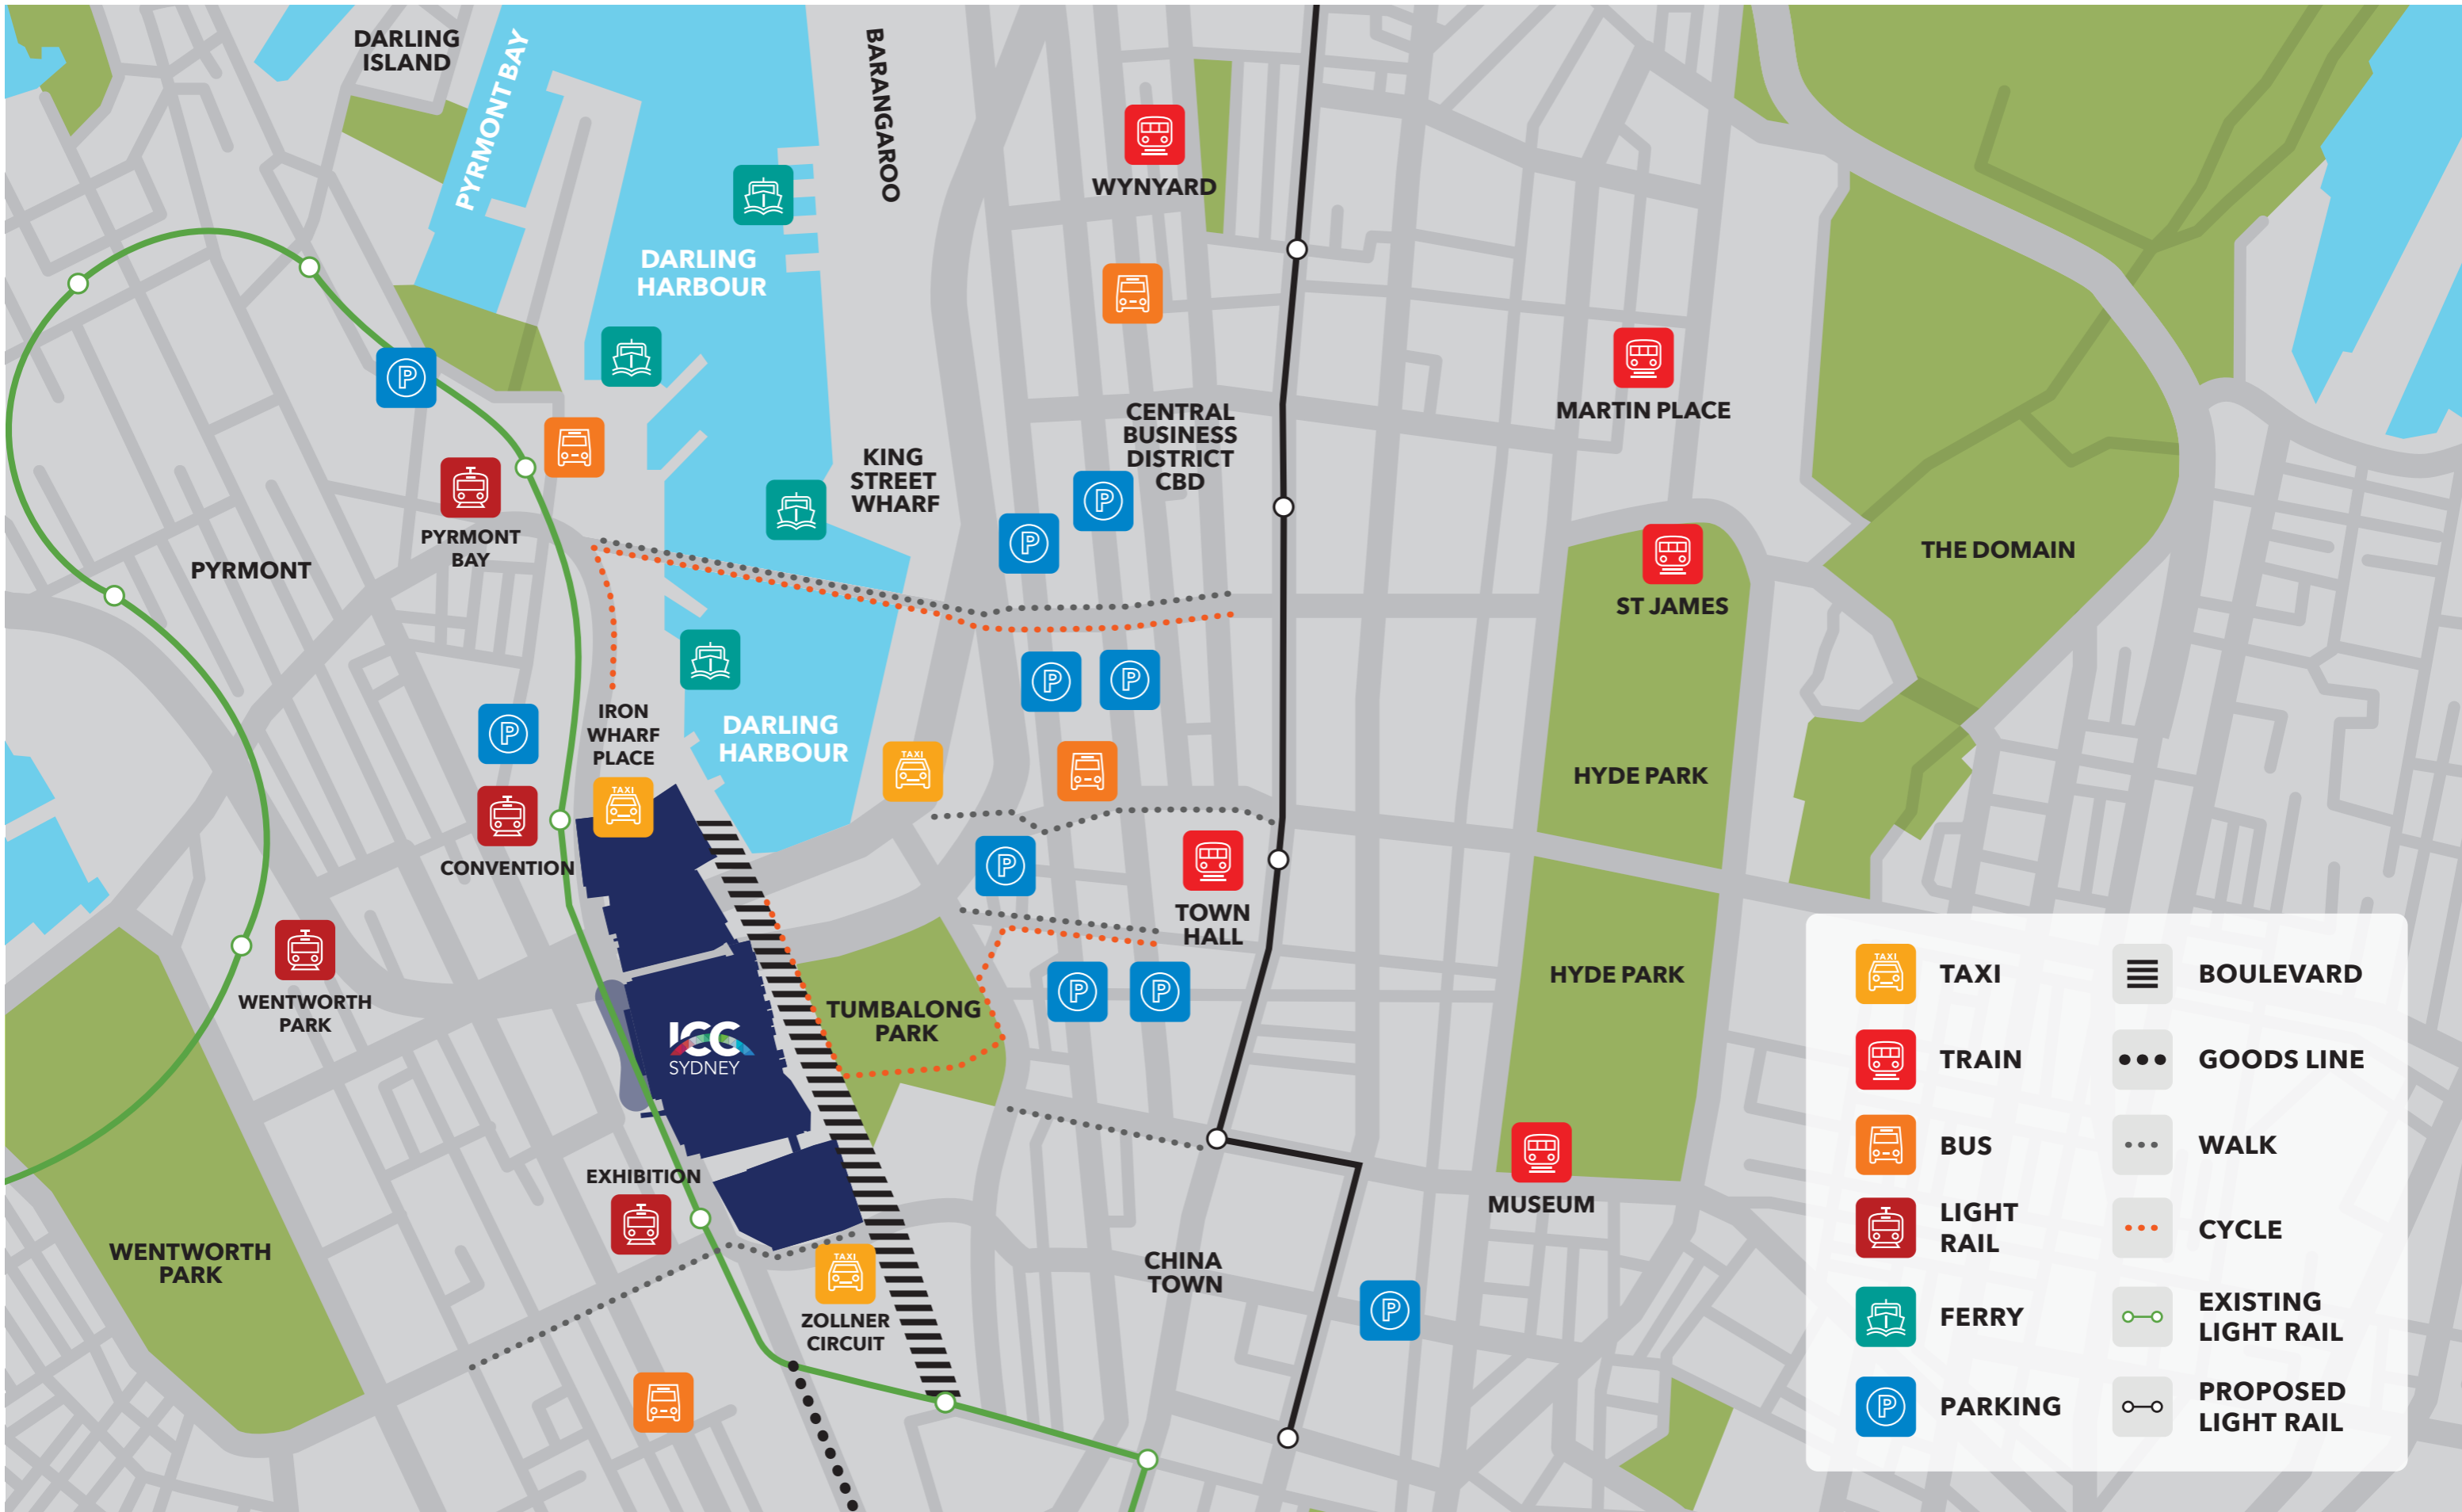 DARLING
ISLAND
PYRMONT BAY
BARANGAROO
WYNYARD
DARLING
HARBOUR
P
MARTIN PLACE
CENTRAL
BUSINESS
DISTRICT
CBD
KING
STREET
WHARF
P
P
PYRMONT
BAY
PYRMONT
THE DOMAIN
ST JAMES
P
P
P
IRON
WHARF
PLACE
DARLING
HARBOUR
TAXI
HYDE PARK
TAXI
CONVENTION
P
TOWN
HALL
WENTWORTH
PARK
HYDE PARK
P
P
TUMBALONG
PARK
ICC
SYDNEY
EXHIBITION
MUSEUM
WENTWORTH
PARK
TAXI
ZOLLNER
CIRCUIT
CHINA
TOWN
P
TAXI
TAXI
TRAIN
BUS
LIGHT
RAIL
FERRY
P
PARKING
BOULEVARD
GOODS LINE
WALK
CYCLE
EXISTING
LIGHT RAIL
PROPOSED
LIGHT RAIL